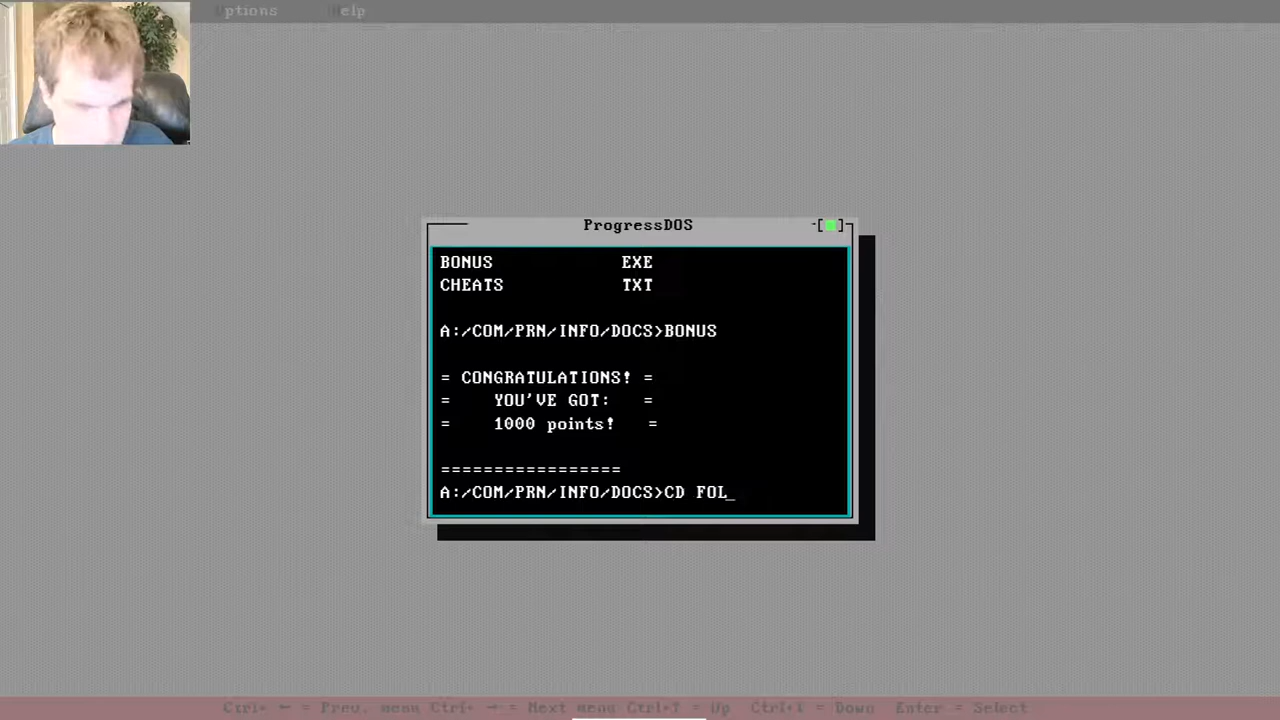 ptions    elp
ProgressDOS
[■]
BONUS    EXE
CHEATS    TXT
A:/COM/PRN/INFO/DOCS>BONUS
= CONGRATULATIONS! =
=    YOU'VE GOT:    =
=    1000 points!    =
=================
A:/COM/PRN/INFO/DOCS>CD FOL_
Ctrl+ ← = Prev. menu Ctrl+ → = Next menu Ctrl+↑ = Up  Ctrl+↓ = Down  Enter = Select